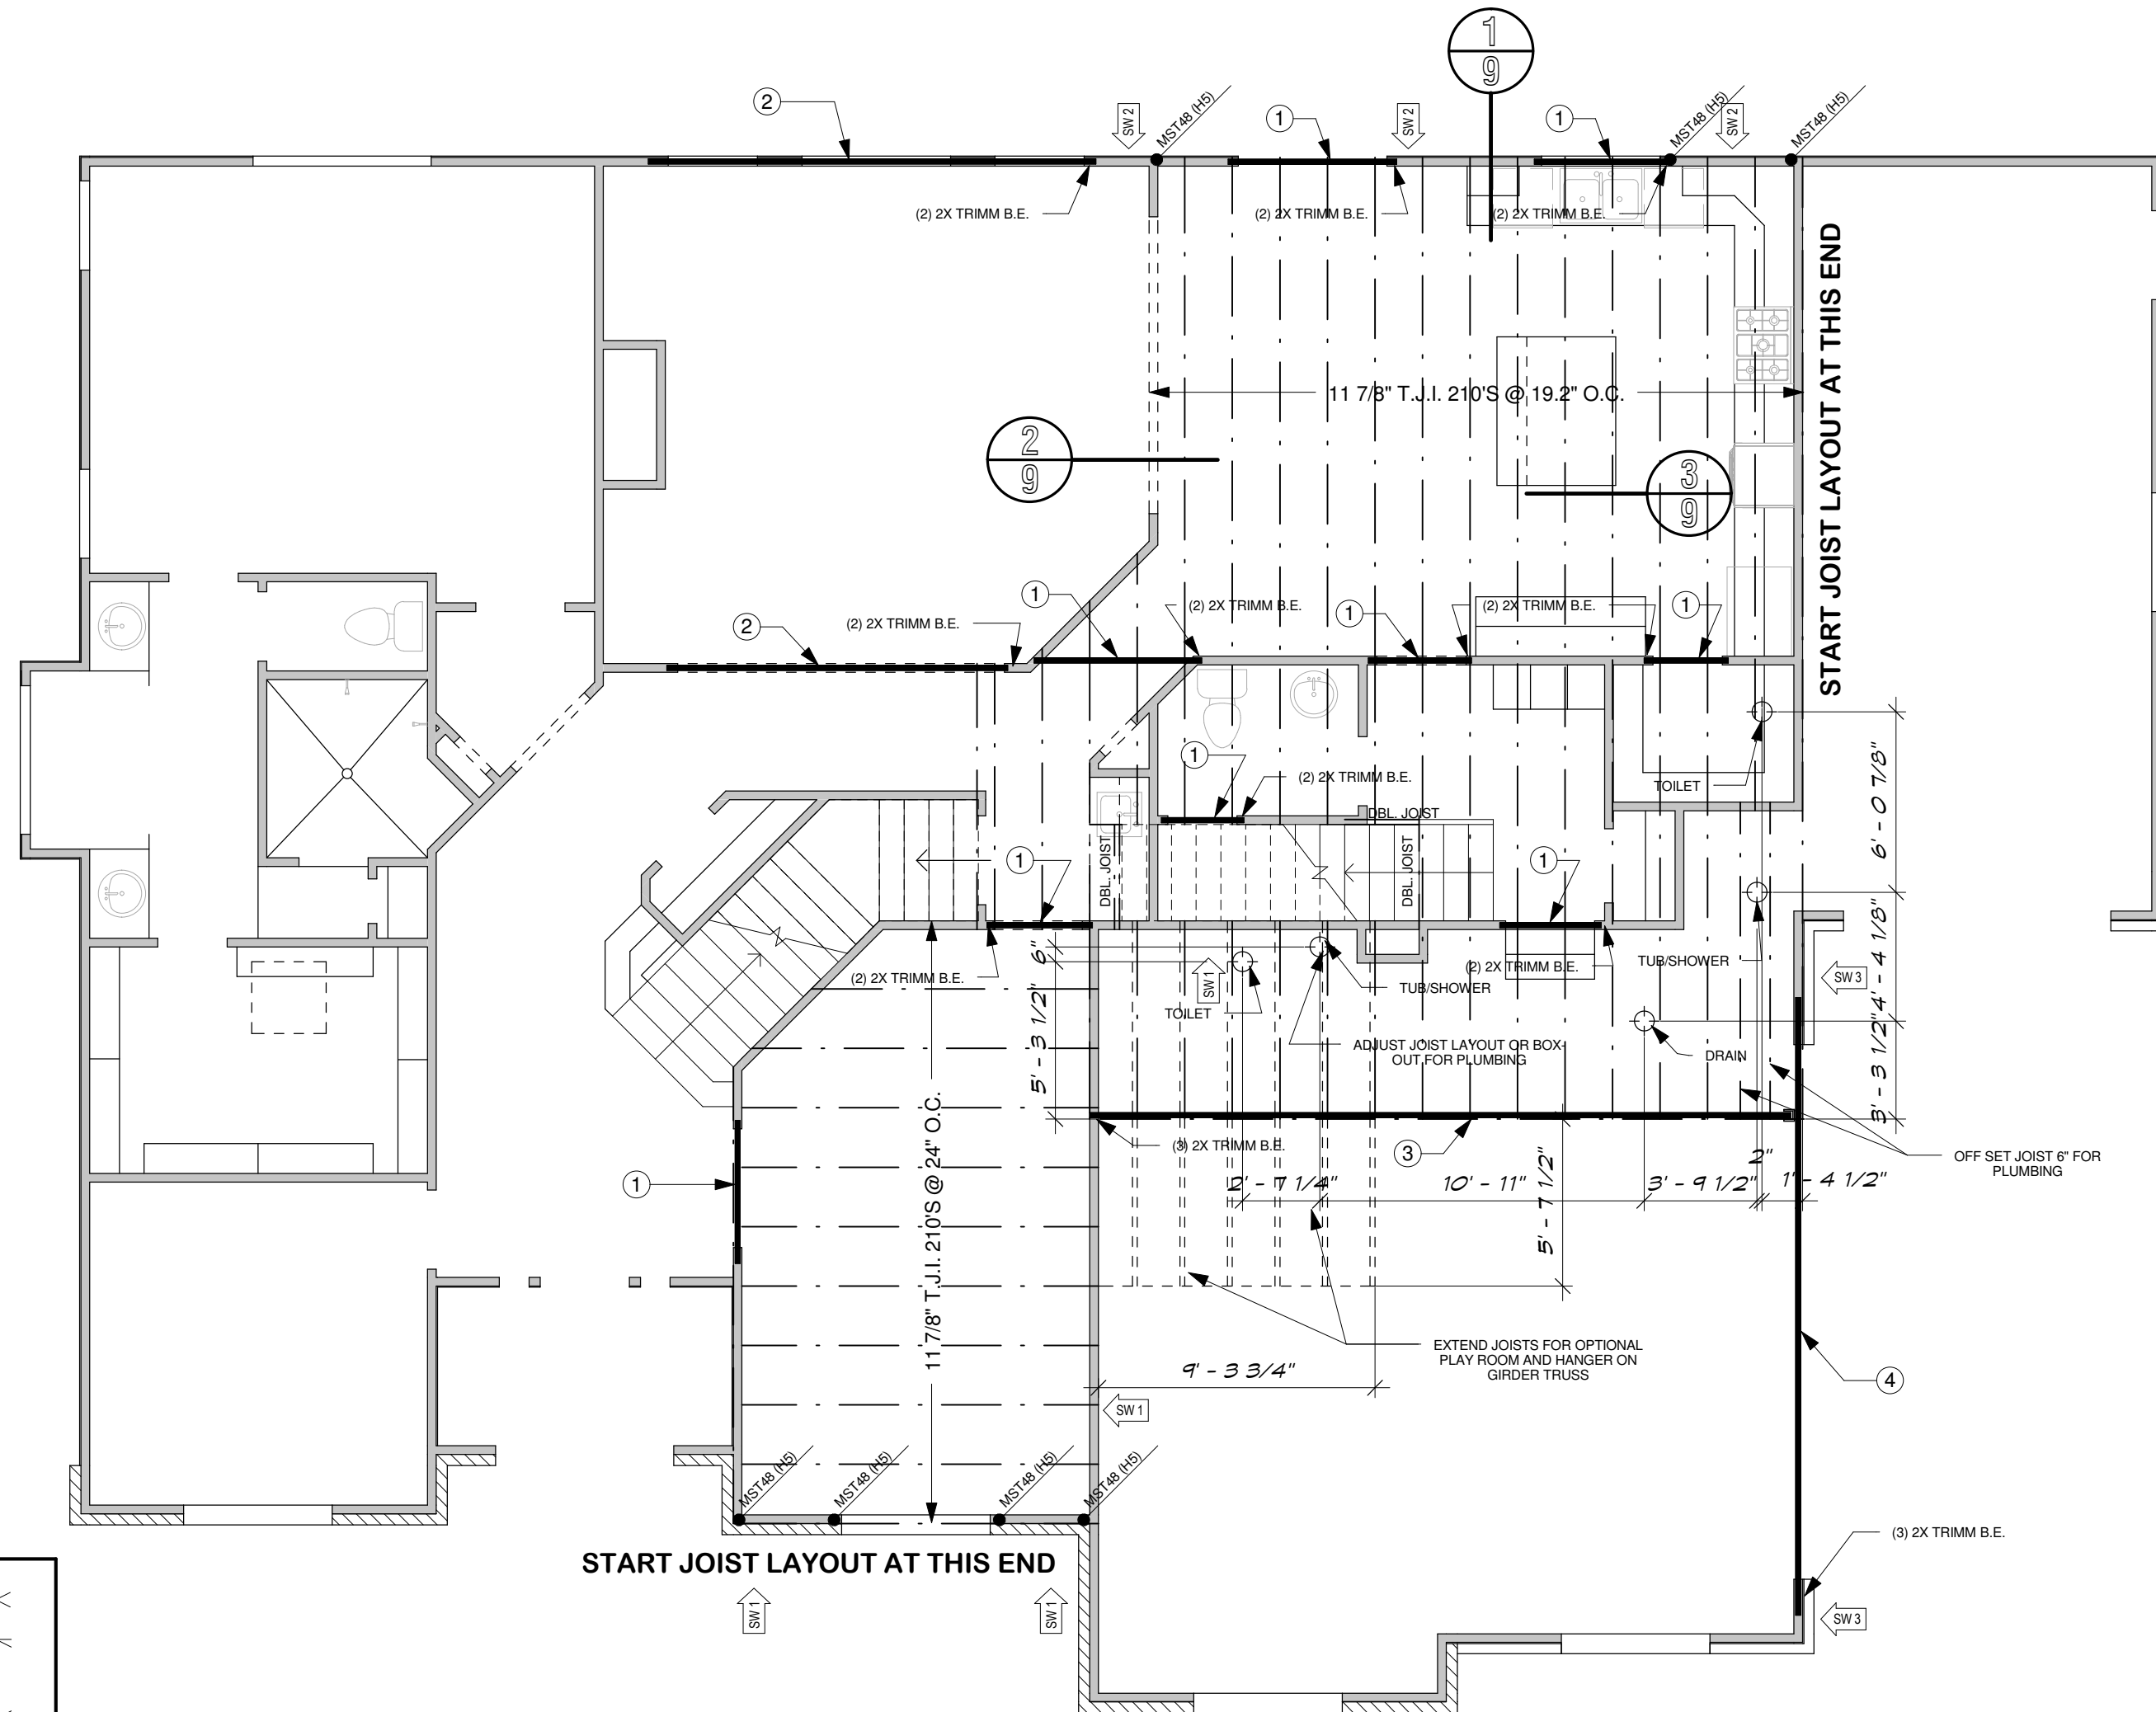 1
9
2
SW 2
MST48 (H5)
1
SW 2
1
MST48 (H5)
SW 2
MST48 (H5)
(2) 2X TRIMM B.E.
(2) 2X TRIMM B.E.
(2) 2X TRIMM B.E.
START JOIST LAYOUT AT THIS END
11 7/8" T.J.I. 210'S @ 19.2" O.C.
2
9
3
9
1
(2) 2X TRIMM B.E.
1
(2) 2X TRIMM B.E.
1
2
(2) 2X TRIMM B.E.
1
(2) 2X TRIMM B.E.
TOILET
6' - 0 7/8"
DBL. JOIST
DBL. JOIST
DBL. JOIST
1
1
4' - 4 1/8"
(2) 2X TRIMM B.E.
6"
SW 1
TOILET
TUB/SHOWER
(2) 2X TRIMM B.E.
TUB/SHOWER
SW 3
5' - 3 1/2"
ADJUST JOIST LAYOUT OR BOX-
OUT FOR PLUMBING
DRAIN
3' - 3 1/2"
11 7/8" T.J.I. 210'S @ 24" O.C.
(3) 2X TRIMM B.E.
3
OFF SET JOIST 6" FOR
PLUMBING
1
2' - 7 1/4"
10' - 11"
5' - 7 1/2"
3' - 9 1/2"
2"
1' - 4 1/2"
EXTEND JOISTS FOR OPTIONAL
PLAY ROOM AND HANGER ON
GIRDER TRUSS
9' - 3 3/4"
4
SW 1
MST48 (H5)
MST48 (H5)
MST48 (H5)
MST48 (H5)
(3) 2X TRIMM B.E.
START JOIST LAYOUT AT THIS END
SW 1
SW 1
SW 3